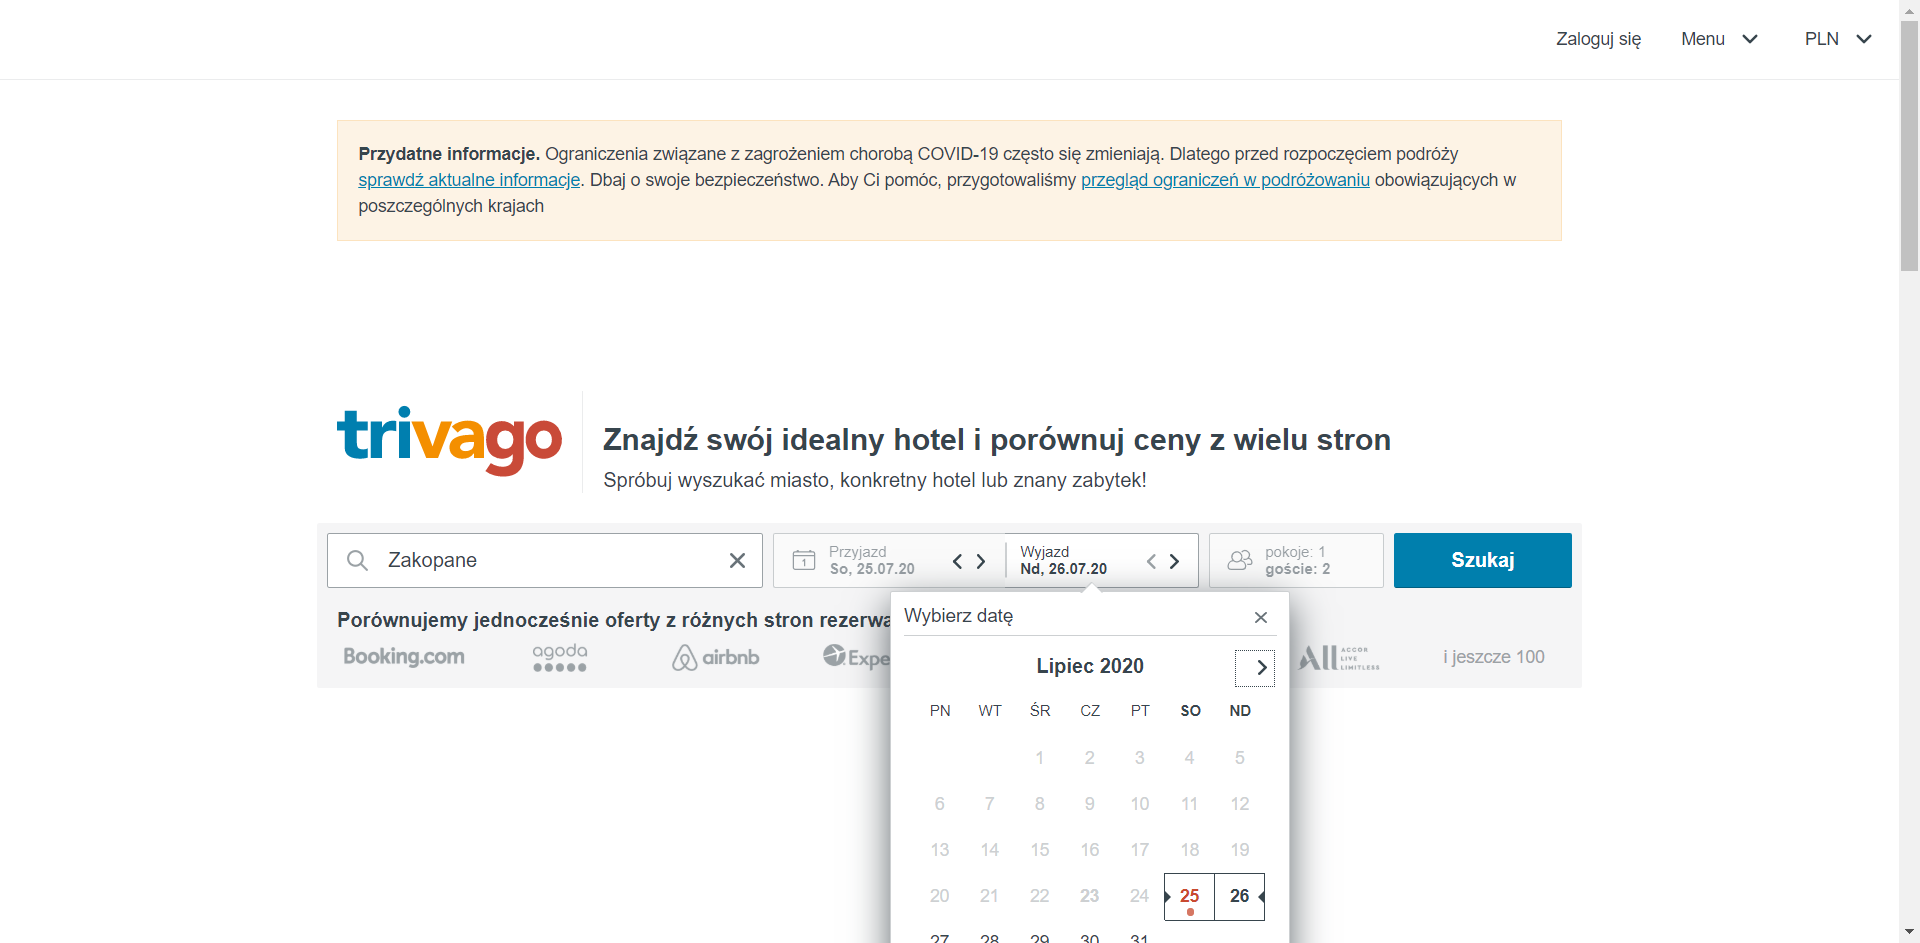 Zaloguj się Menu PLN
Przydatne informacje. Ograniczenia związane z zagrożeniem chorobą COVID-19 często się zmieniają. Dlatego przed rozpoczęciem podróży
sprawdź aktualne informacje. Dbaj o swoje bezpieczeństwo. Aby Ci pomóc, przygotowaliśmy przegląd ograniczeń w podróżowaniu obowiązujących w
poszczególnych krajach
trivago
Znajdź swój idealny hotel i porównuj ceny z wielu stron
Spróbuj wyszukać miasto, konkretny hotel lub znany zabytek!
Zakopane
1
Przyjazd
So, 25.07.20
Wyjazd
Nd, 26.07.20
pokoje: 1
goście: 2
Szukaj
Porównujemy jednocześnie oferty z różnych stron rezerwa
Booking.com agoda airbnb Expe
ALL ACCOR LIVE LIMITLESS
i jeszcze 100
Wybierz datę
Lipiec 2020
PN WT ŚR CZ PT SO ND
1 2 3 4 5
6 7 8 9 10 11 12
13 14 15 16 17 18 19
20 21 22 23 24 25 26
27 28 29 30 31